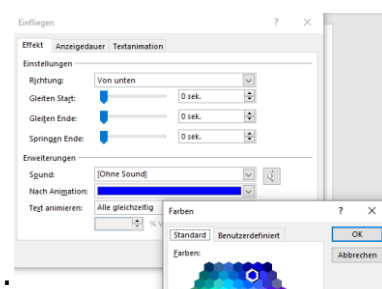 Einfliegen ? ×
Effekt Anzeigedauer Textanimation
Einstellungen
Richtung: Von unten
Gleiten Start: 0 sek.
Gleiten Ende: 0 sek.
Springen Ende: 0 sek.
Erweiterungen
Sound: [Ohne Sound]
Nach Animation:
Text animieren: Alle gleichzeitig
%
Farben ? ×
Standard Benutzerdefiniert
Farben:
OK
Abbrechen